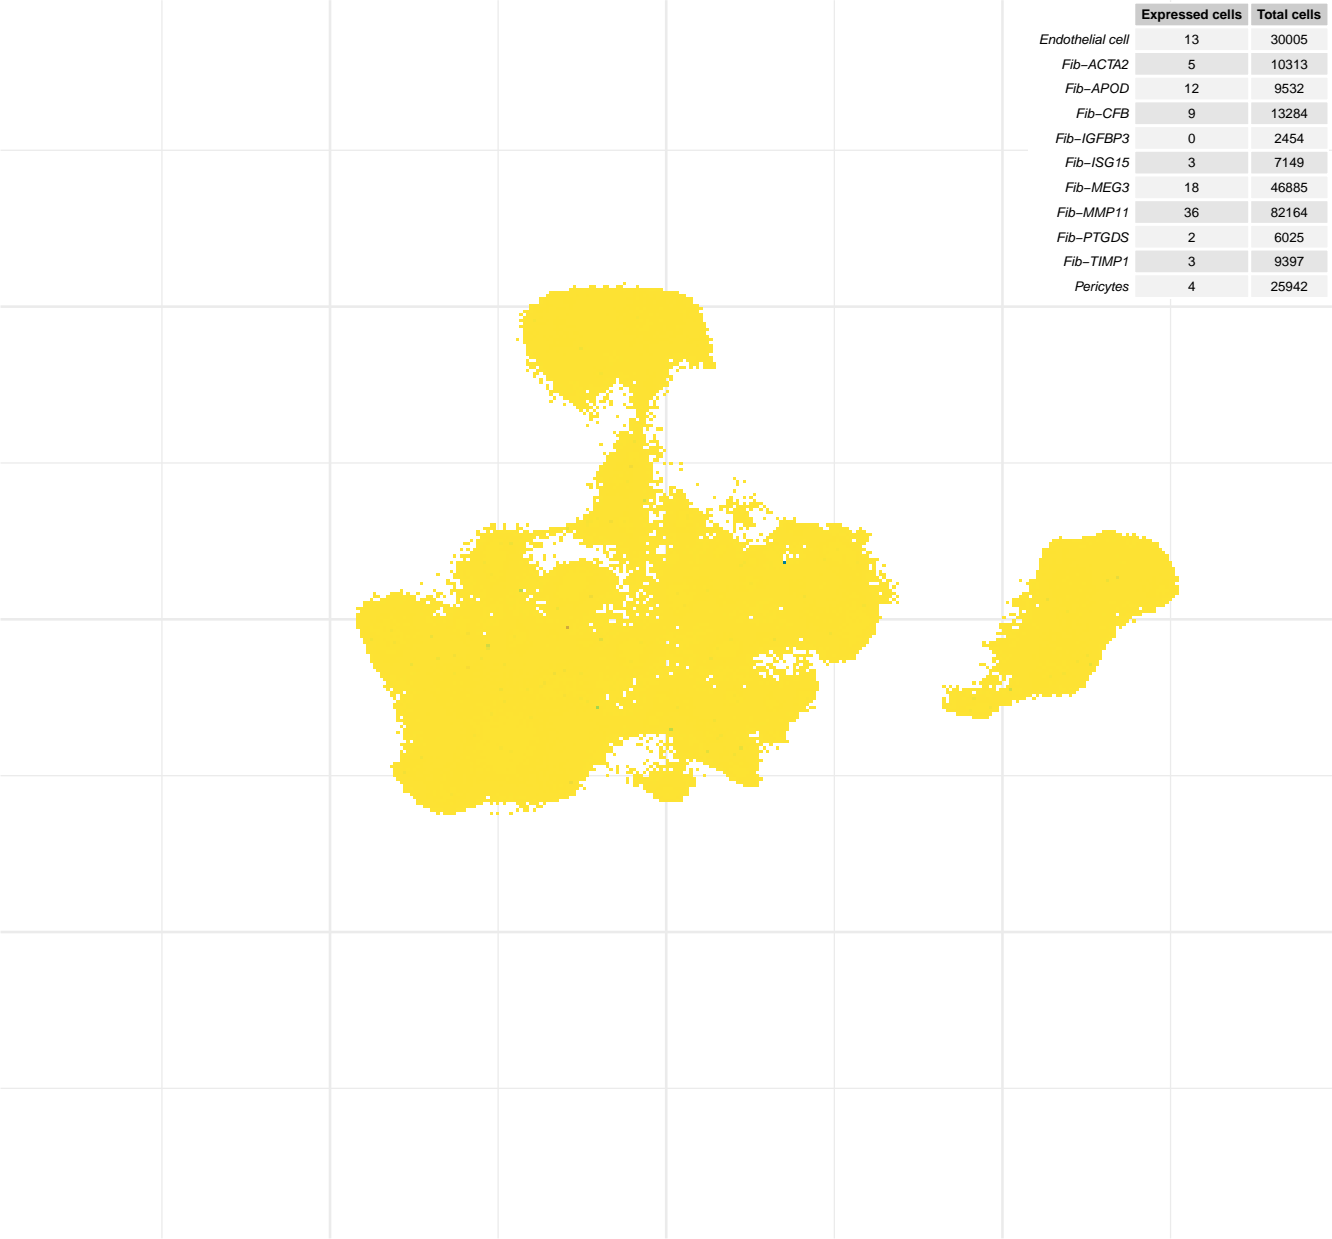 Expressed cells Total cells
Endothelial cell 13 30005
Fib−ACTA2 5 10313
Fib−APOD 12 9532
Fib−CFB 9 13284
Fib−IGFBP3 0 2454
Fib−ISG15 3 7149
Fib−MEG3 18 46885
Fib−MMP11 36 82164
Fib−PTGDS 2 6025
Fib−TIMP1 3 9397
Pericytes 4 25942